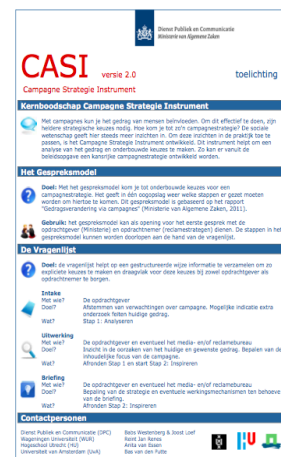 Dienst Publiek en Communicatie
Ministerie van Algemene Zaken
CASI versie 2.0 toelichting
Campagne Strategie Instrument
Kernboodschap Campagne Strategie Instrument
Met campagnes kun je het gedrag van mensen beïnvloeden. Om dit effectief te doen, zijn
heldere strategische keuzes nodig. Hoe kom je tot zo'n campagnestrategie? De sociale
wetenschap geeft hier steeds meer inzichten in. Om deze inzichten in de praktijk toe te
passen, is het Campagne Strategie Instrument ontwikkeld. Dit instrument helpt om een
analyse van het gedrag en onderbouwde keuzes te maken. Zo kan er vanuit de
beleidsopgave een kansrijke campagnestrategie ontwikkeld worden.
Het Gespreksmodel
Doel: Met het gespreksmodel kom je tot onderbouwde keuzes voor een
campagnestrategie. Het geeft in één oogopslag weer welke stappen er gezet moeten
worden om hiertoe te komen. Dit gespreksmodel is gebaseerd op het rapport
"Gedragsverandering via campagnes" (Ministerie van Algemene Zaken, 2011).
Gebruik: Het gespreksmodel kan als opening voor het eerste gesprek met de
opdrachtgever (Ministerie) en opdrachtnemer (reclamestrategen) dienen. De stappen in het
gespreksmodel kunnen worden doorlopen aan de hand van de vragenlijst.
De Vragenlijst
Doel: de vragenlijst helpt op een gestructureerde wijze informatie te verzamelen om zo
expliciete keuzes te maken en draagvlak voor deze keuzes bij zowel opdrachtgever als
opdrachtnemer te borgen.
Intake
Met wie? De opdrachtgever
Doel? Afstemmen van verwachtingen over campagne. Mogelijke indicatie extra
onderzoek feiten huidige gedrag.
Wat? Stap 1: Analyseren
Uitwerking
Met wie? De opdrachtgever en eventueel het media- en/of reclamebureau
Doel? Inzicht in de oorzaken van het huidige en gewenste gedrag. Bepalen van de
inhoudelijke focus van de campagne.
Wat? Afronden Stap 1 en start Stap 2: Inspireren
Briefing
Met wie? De opdrachtgever en eventueel het media- en/of reclamebureau
Doel? Bepaling van de strategie en eventuele werkingsmechanismen ten behoeve
van de briefing.
Wat? Afronden Stap 2: Inspireren
Contactpersonen
Dienst Publiek en Communicatie (DPC) Babs Westenberg & Joost Loef
Wageningen Universiteit (WUR) Reint Jan Renes
Hogeschool Utrecht (HU) Anita van Essen
Universiteit van Amsterdam (UvA) Bas van den Putte